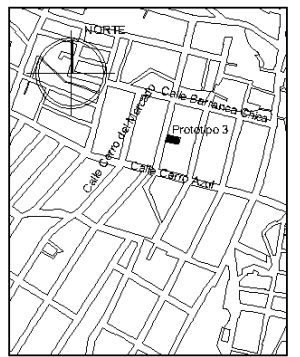 NORTE
Calle Barranca Chica
Calle Cerro del Mercado
Prototipo 3
Calle Cerro Azul